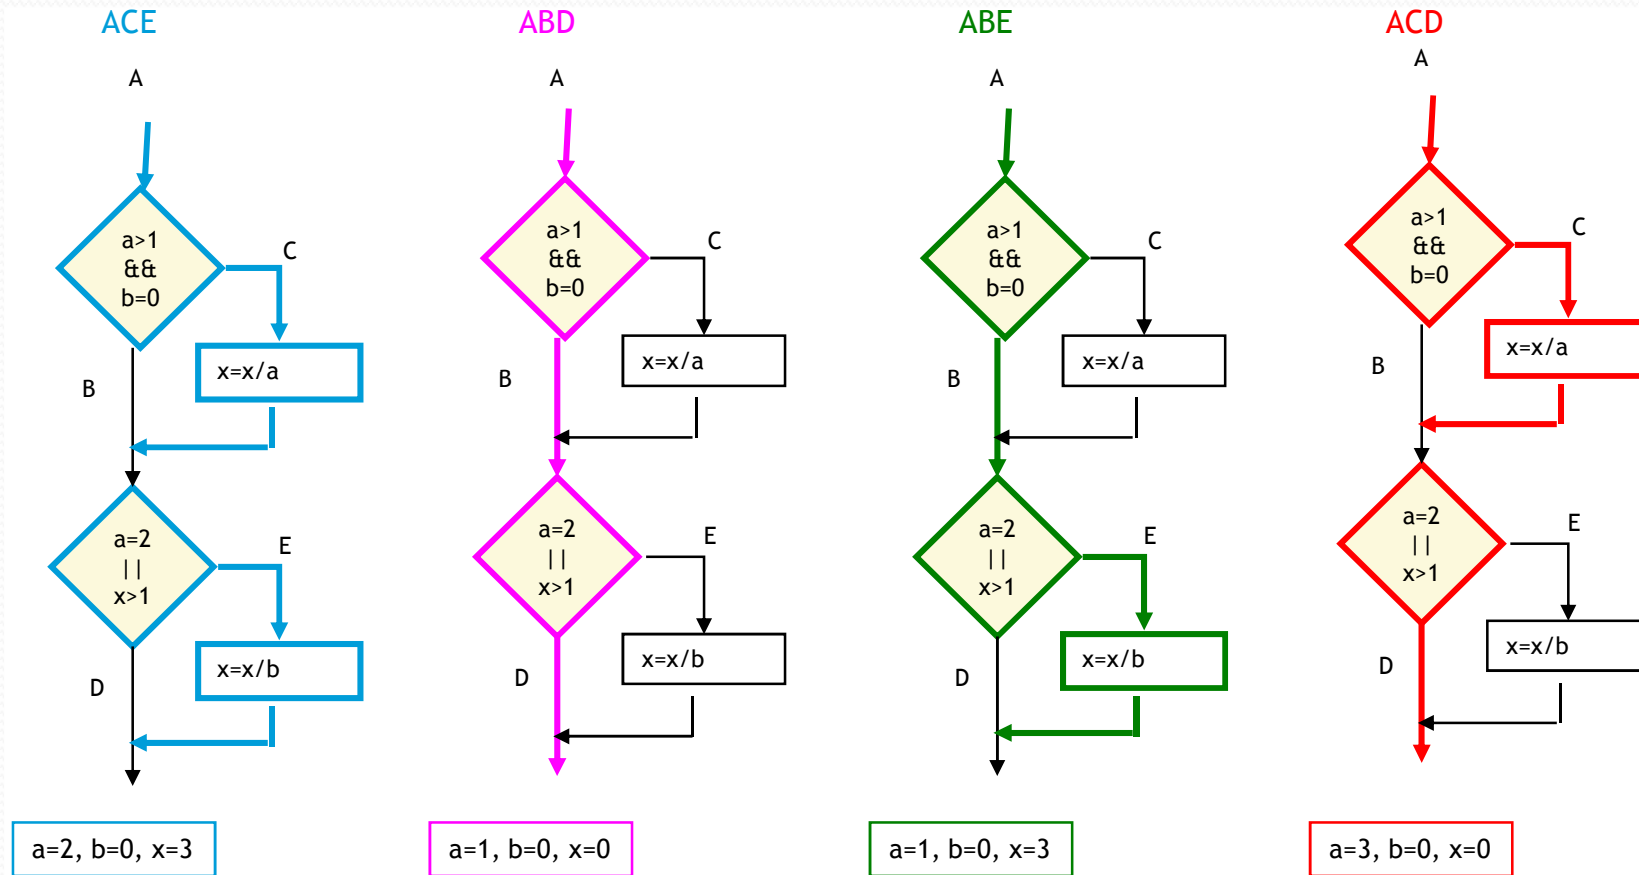 ACE
A
a>1
&&
b=0
C
x=x/a
B
a=2
||
x>1
E
x=x/b
D
a=2, b=0, x=3
ABD
A
a>1
&&
b=0
C
x=x/a
B
a=2
||
x>1
E
x=x/b
D
a=1, b=0, x=0
ABE
A
a>1
&&
b=0
C
x=x/a
B
a=2
||
x>1
E
x=x/b
D
a=1, b=0, x=3
ACD
A
a>1
&&
b=0
C
x=x/a
B
a=2
||
x>1
E
x=x/b
D
a=3, b=0, x=0